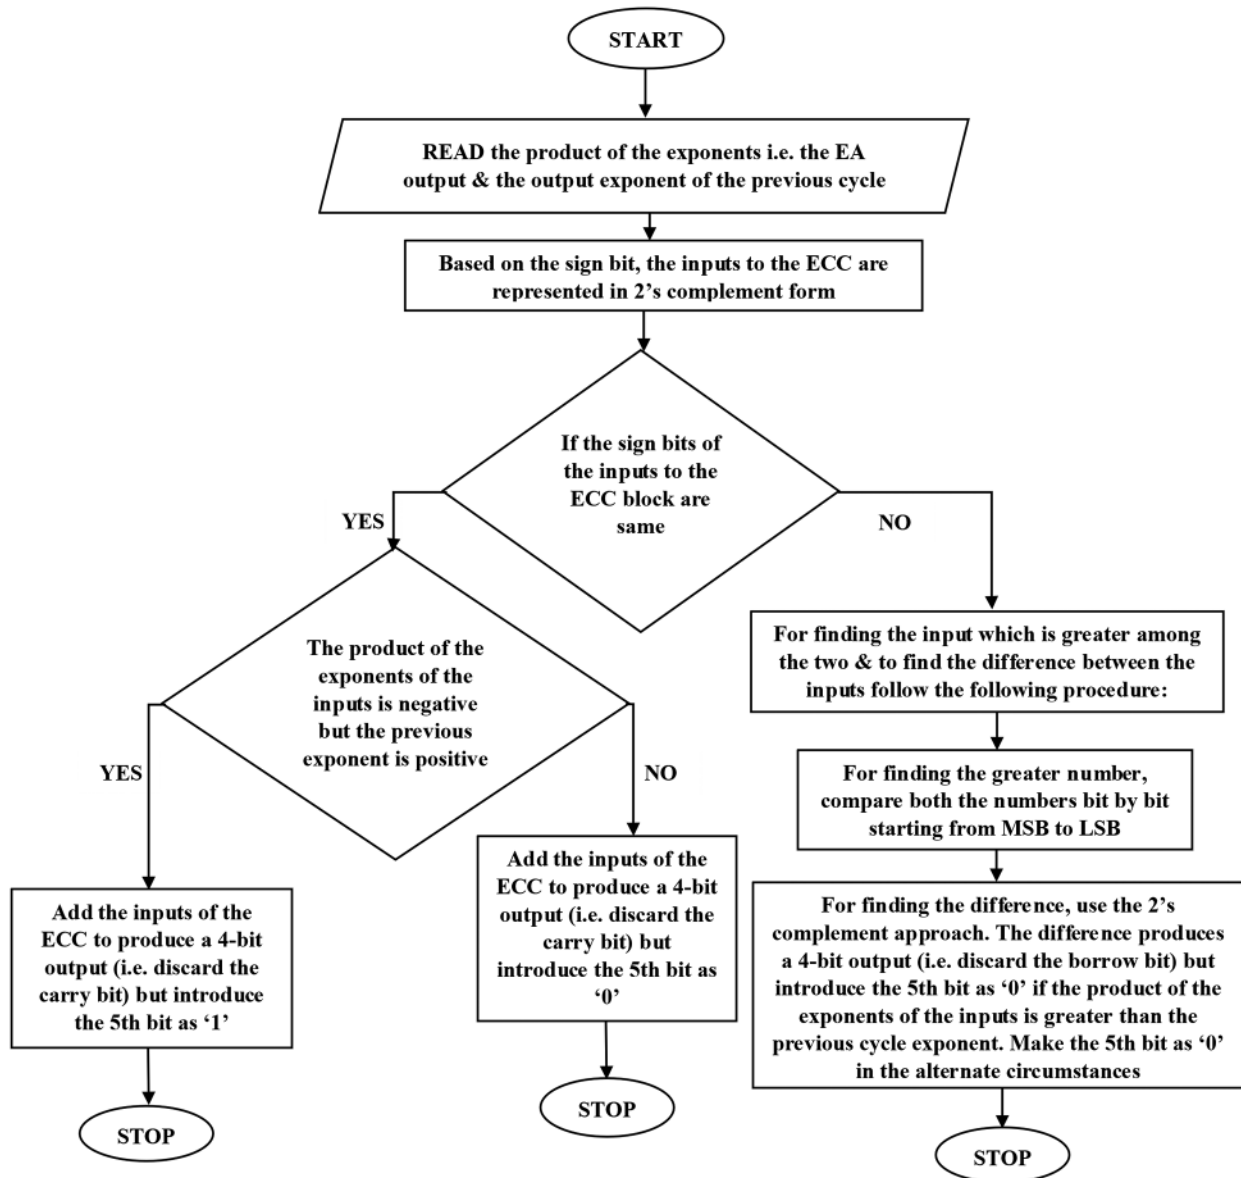 START
READ the product of the exponents i.e. the EA
output & the output exponent of the previous cycle
Based on the sign bit, the inputs to the ECC are
represented in 2's complement form
If the sign bits of
the inputs to the
ECC block are
same
YES
NO
The product of the
exponents of the
inputs is negative
but the previous
exponent is positive
YES
NO
Add the inputs of the
ECC to produce a 4-bit
output (i.e. discard the
carry bit) but introduce
the 5th bit as ‘1’
STOP
Add the inputs of the
ECC to produce a 4-bit
output (i.e. discard the
carry bit) but
introduce the 5th bit as
‘0’
STOP
For finding the input which is greater among
the two & to find the difference between the
inputs follow the following procedure:
For finding the greater number,
compare both the numbers bit by bit
starting from MSB to LSB
For finding the difference, use the 2’s
complement approach. The difference produces
a 4-bit output (i.e. discard the borrow bit) but
introduce the 5th bit as ‘0’ if the product of the
exponents of the inputs is greater than the
previous cycle exponent. Make the 5th bit as ‘0’
in the alternate circumstances
STOP